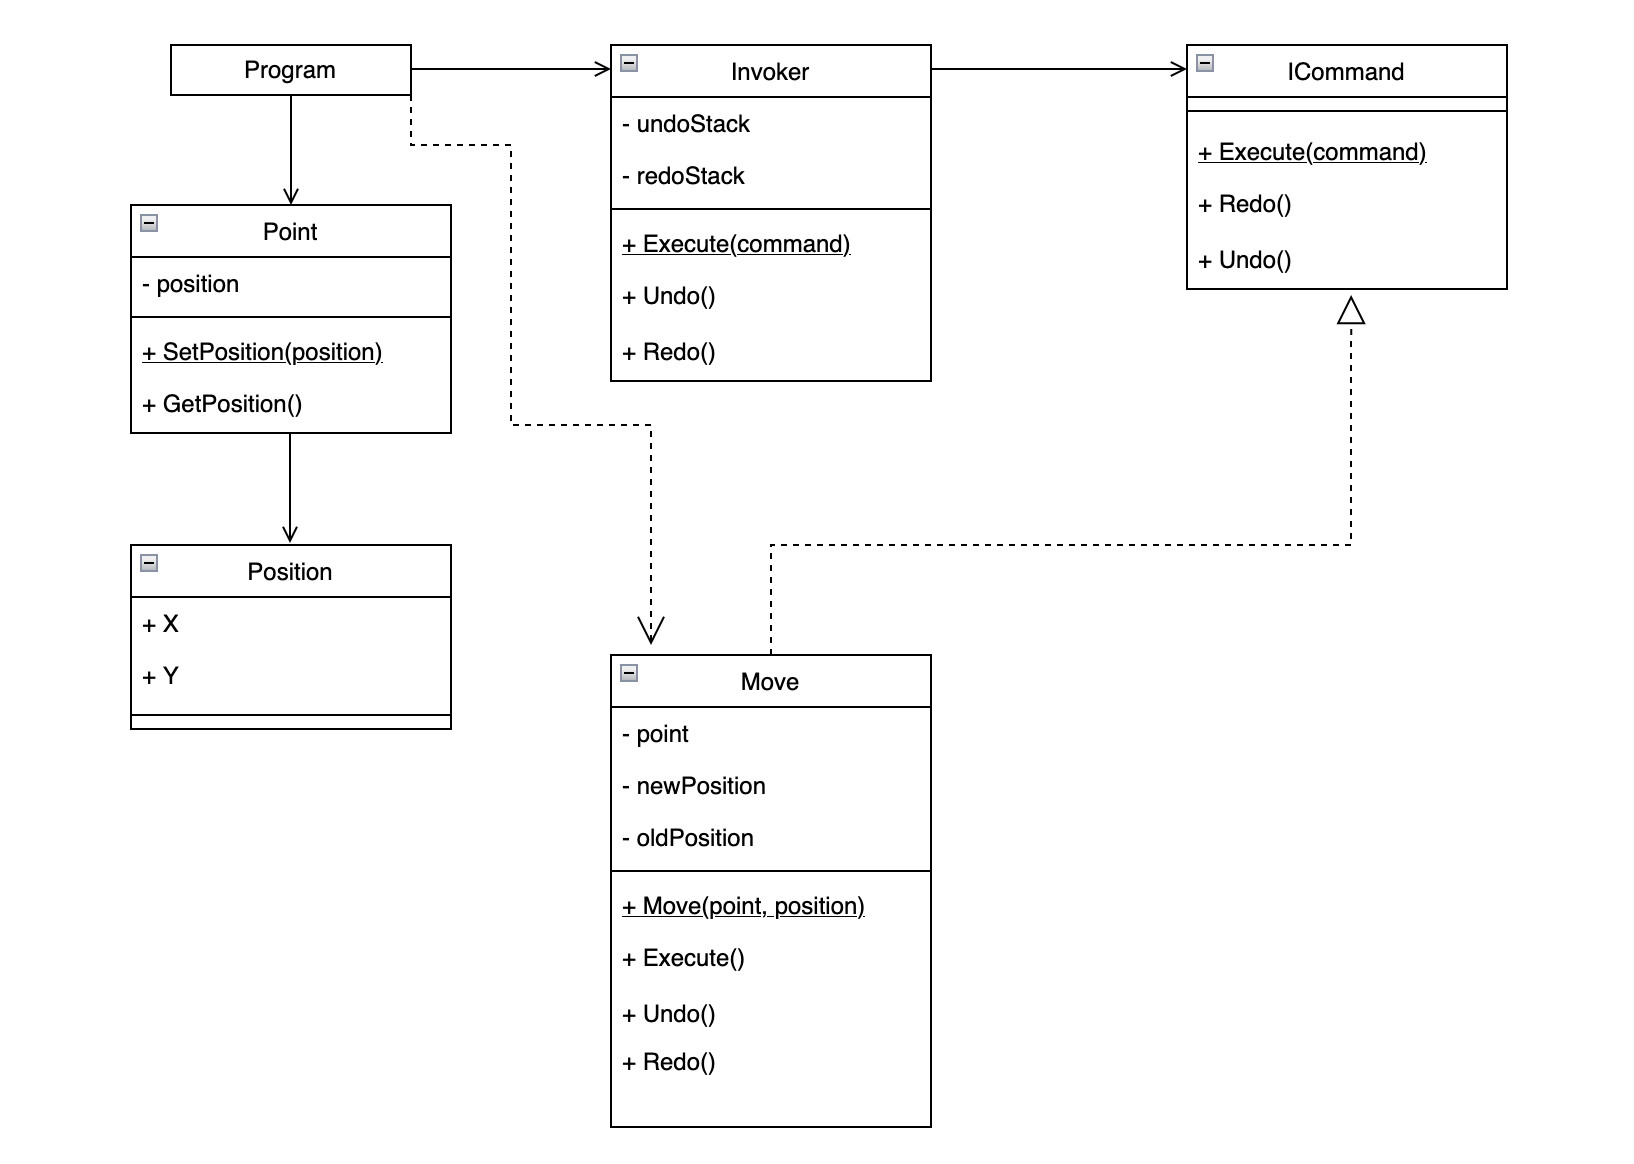 Program
Invoker
- undoStack
- redoStack
+ Execute(command)
+ Undo()
+ Redo()
ICommand
+ Execute(command)
+ Redo()
+ Undo()
Point
- position
+ SetPosition(position)
+ GetPosition()
Position
+ X
+ Y
Move
- point
- newPosition
- oldPosition
+ Move(point, position)
+ Execute()
+ Undo()
+ Redo()